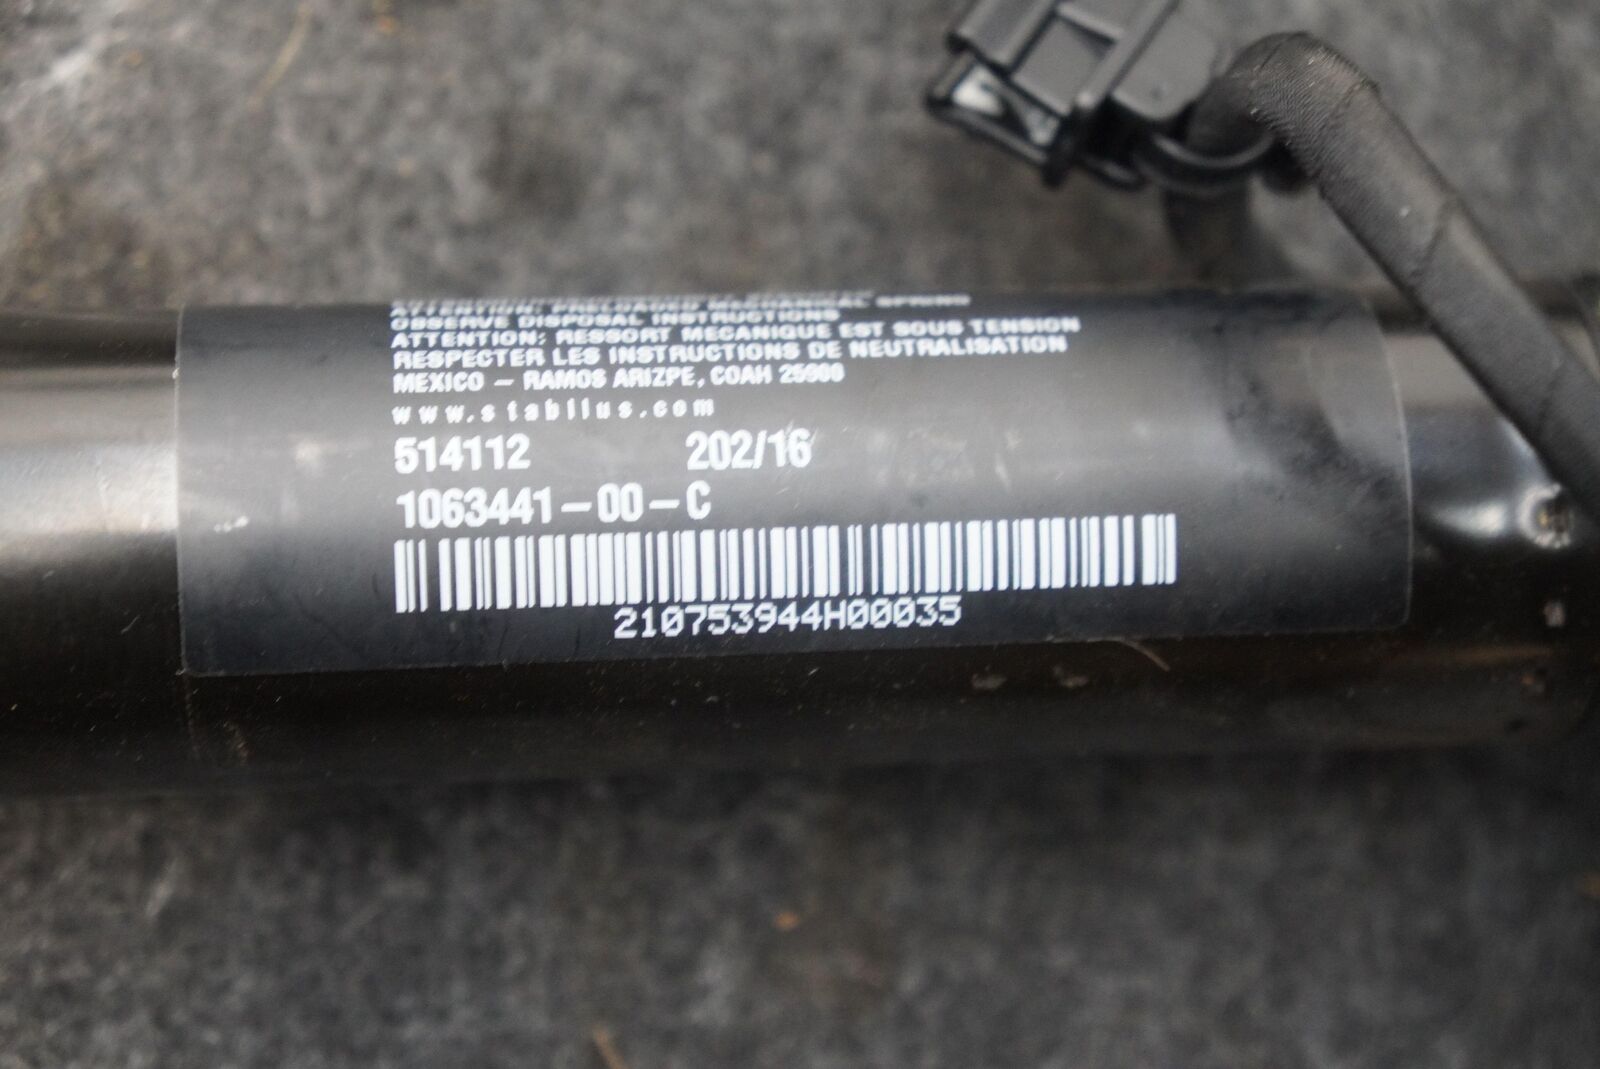 ATTENTION: PRELOADED MECHANICAL SPRING
OBSERVE DISPOSAL INSTRUCTIONS
ATTENTION: RESSORT MECANIQUE EST SOUS TENSION
RESPECTER LES INSTRUCTIONS DE NEUTRALISATION
MEXICO - RAMOS ARIZPE, COAH 25900
www.stabilus.com
514112 202/16
1063441-00-C
210753944H00035